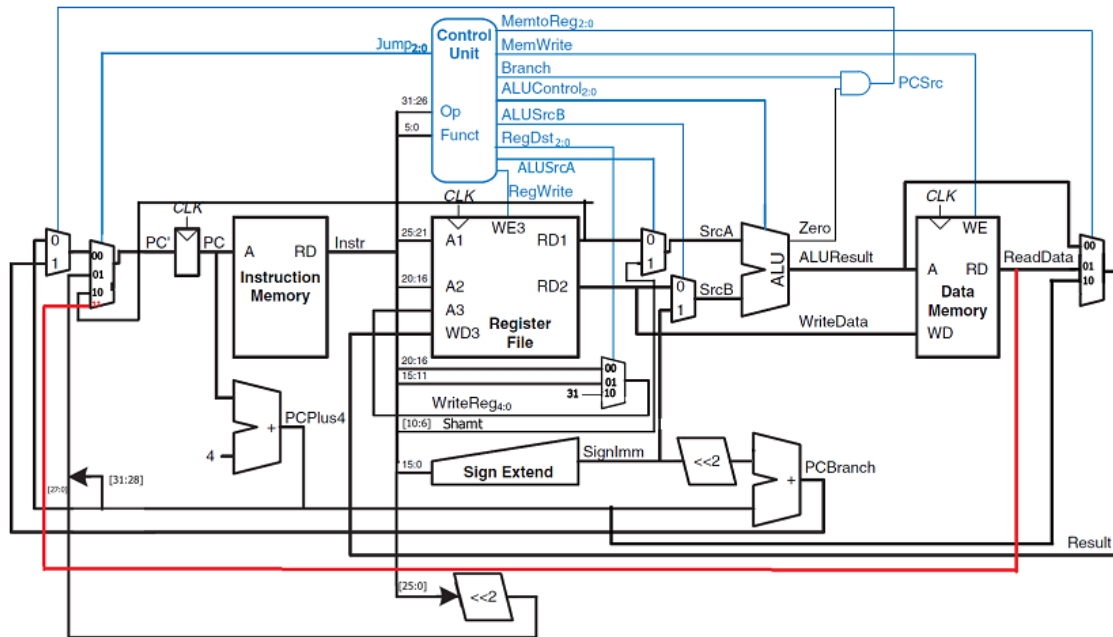 MemtoReg2:0
Control Unit
Jump2:0
MemWrite
Branch
ALUControl2:0
PCSrc
31:26
Op
ALUSrcB
5:0
Funct
RegDst2:0
ALUSrcA
CLK
CLK
RegWrite
CLK
0
1
00
01
10
11
PC'
PC
A
RD
Instruction Memory
Instr
25:21
A1
WE3
RD1
20:16
A2
RD2
A3
WD3
Register File
0
1
SrcA
0
1
SrcB
ALU
Zero
ALUResult
WriteData
A
RD
WE
Data Memory
WD
ReadData
00
01
10
20:16
15:11
00
01
31
10
WriteReg4:0
PCPlus4
+
4
[10:6]
Shamt
15:0
Sign Extend
SignImm
<<2
+
PCBranch
[27:0]
[31:28]
Result
[25:0]
<<2